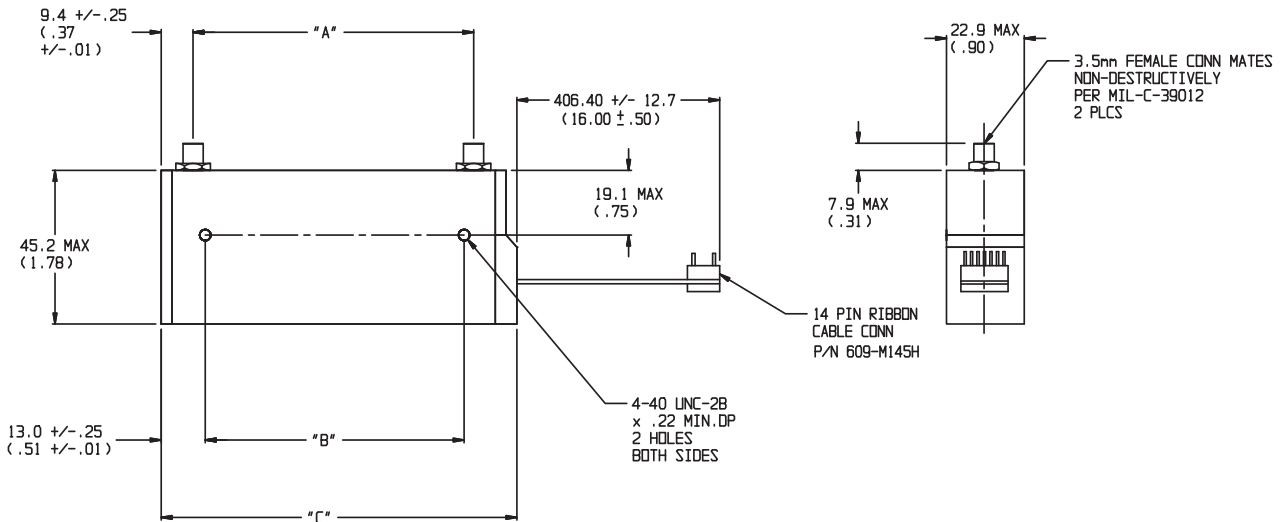 9.4 +/-.25
(.37
+/-.01)
"A"
22.9 MAX
(.90)
3.5mm FEMALE CONN MATES
NON-DESTRUCTIVELY
PER MIL-C-39012
2 PLCS
406.40 +/- 12.7
(16.00 ± .50)
19.1 MAX
(.75)
7.9 MAX
(.31)
45.2 MAX
(1.78)
14 PIN RIBBON
CABLE CONN
P/N 609-M145H
4-40 UNC-2B
x .22 MIN.DP
2 HOLES
BOTH SIDES
13.0 +/-.25
(.51 +/-.01)
"B"
"C"